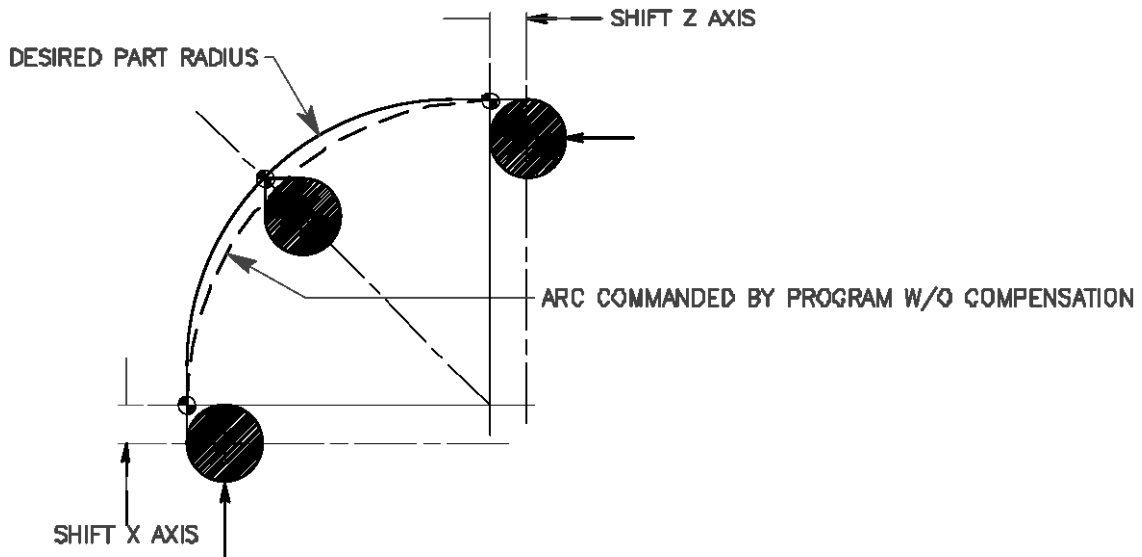 SHIFT Z AXIS
DESIRED PART RADIUS
ARC COMMANDED BY PROGRAM W/O COMPENSATION
SHIFT X AXIS